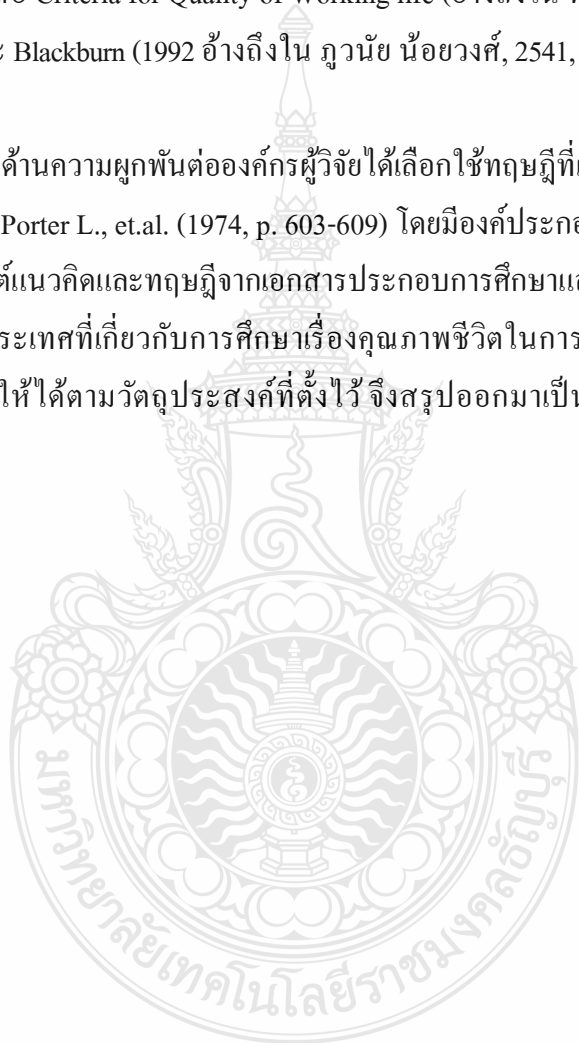 Criteria for Quality of Working life
Blackburn (1992 อ้างถึงใน ภูวนัย น้อยวงศ์, 2541,
ด้านความผูกพันต่อองค์กรผู้วิจัยได้เลือกใช้ทฤษฎีที่
Porter L., et.al. (1974, p. 603-609) โดยมีองค์ประกอ
์แนวคิดและทฤษฎีจากเอกสารประกอบการศึกษาแล
ระเทศที่เกี่ยวกับการศึกษาเรื่องคุณภาพชีวิตในการ
ให้ได้ตามวัตถุประสงค์ที่ตั้งไว้ จึงสรุปออกมาเป็น
มหาวิทยาลัยเทคโนโลยีราชมงคลธัญบุรี